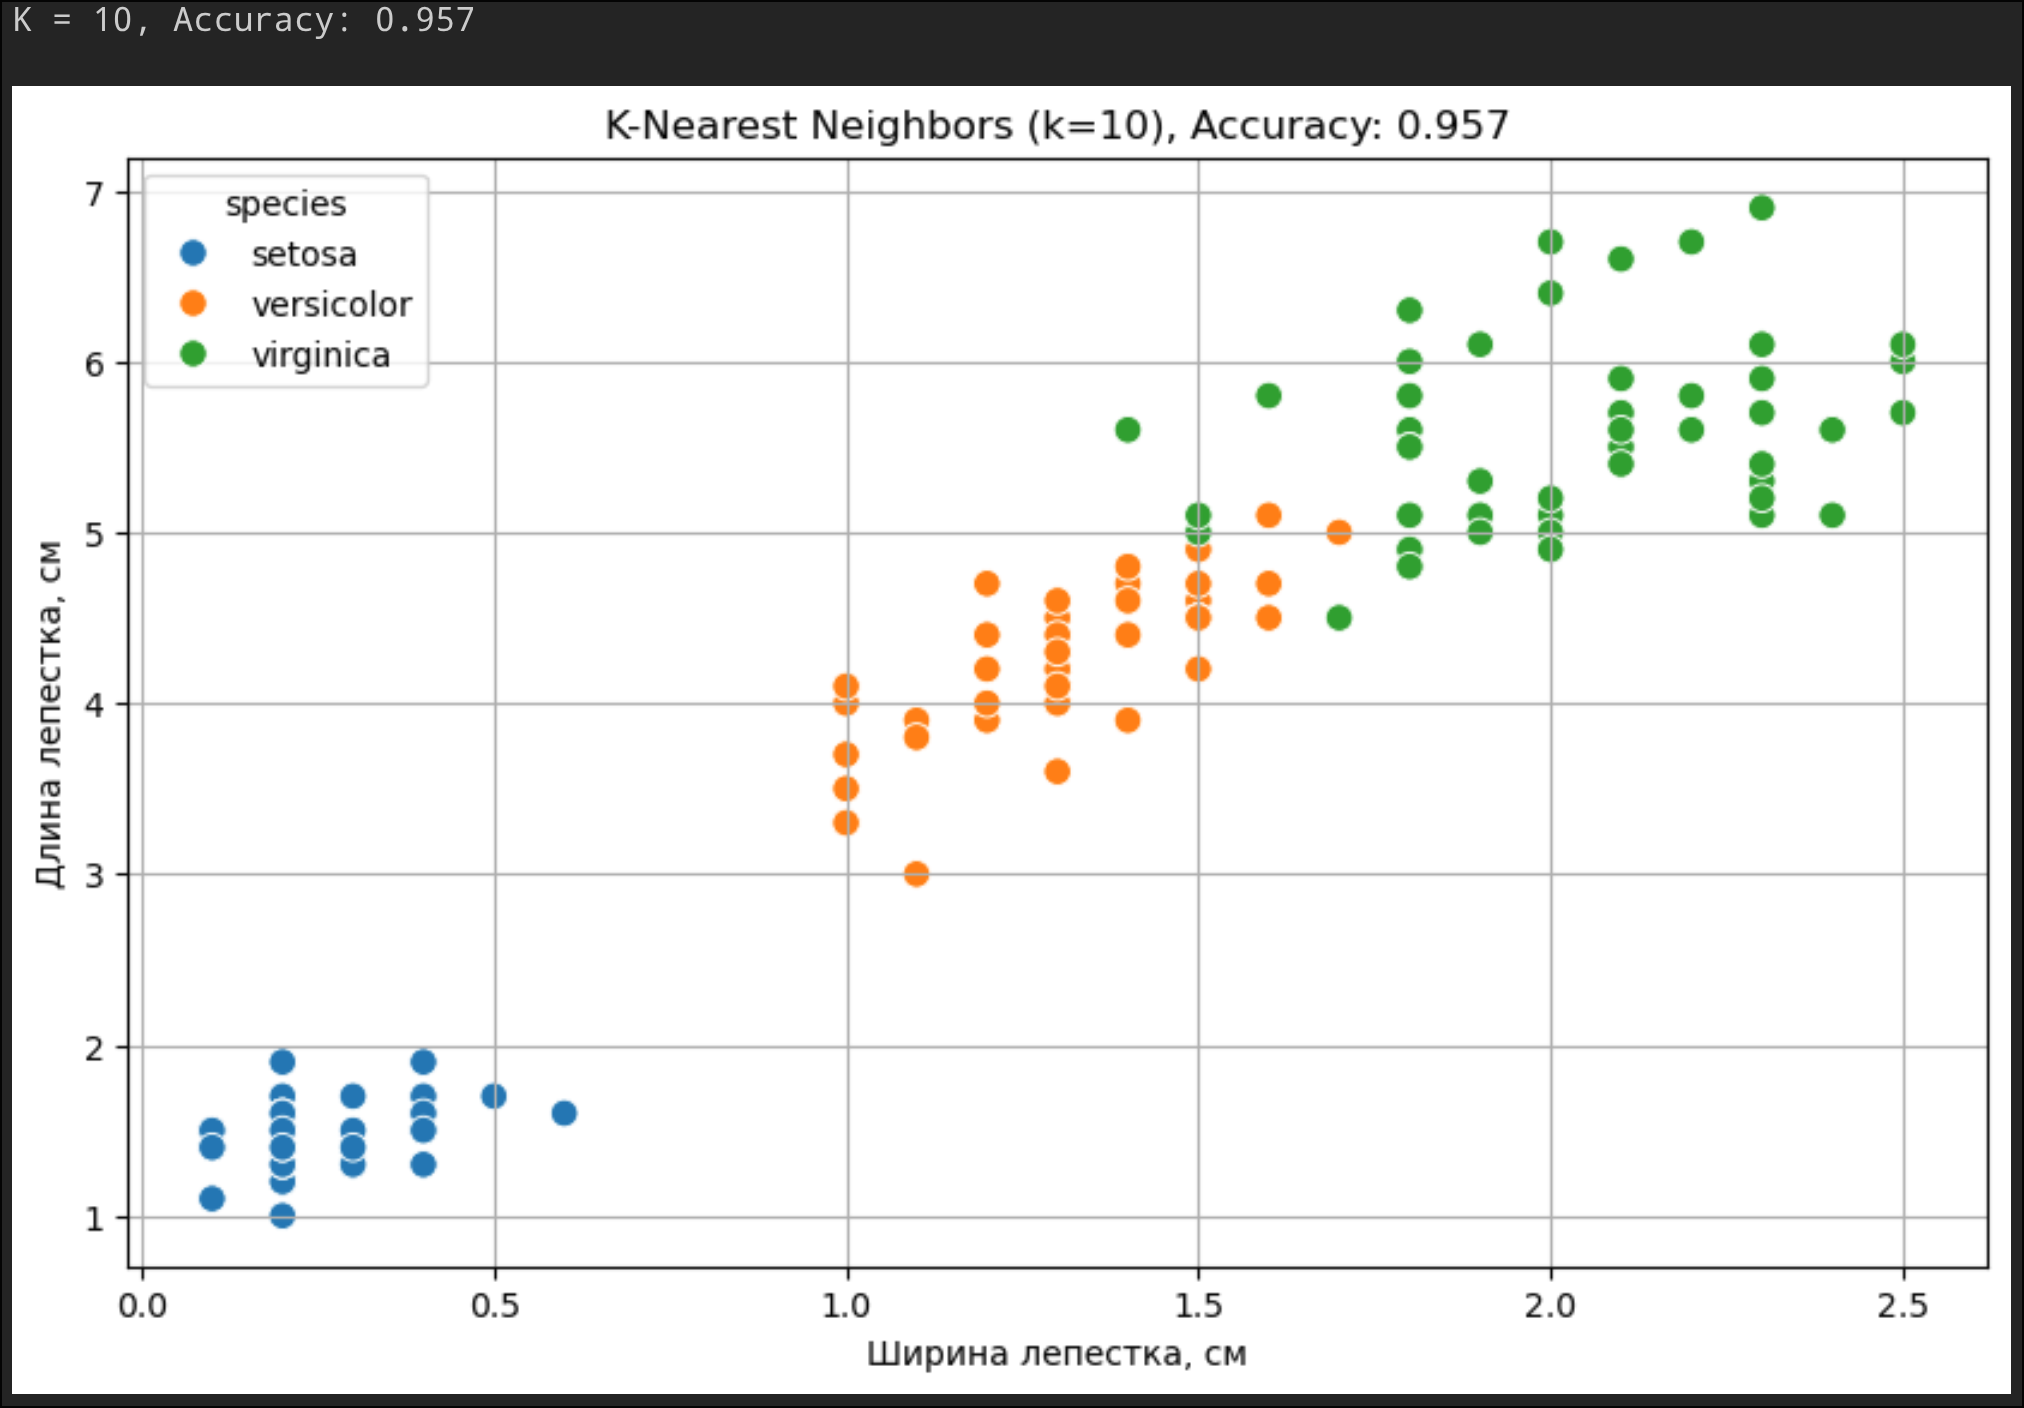 K = 10, Accuracy: 0.957
K-Nearest Neighbors (k=10), Accuracy: 0.957
species
setosa
versicolor
virginica
Длина лепестка, см
7
6
5
4
3
2
1
0.0 0.5 1.0 1.5 2.0 2.5
Ширина лепестка, см